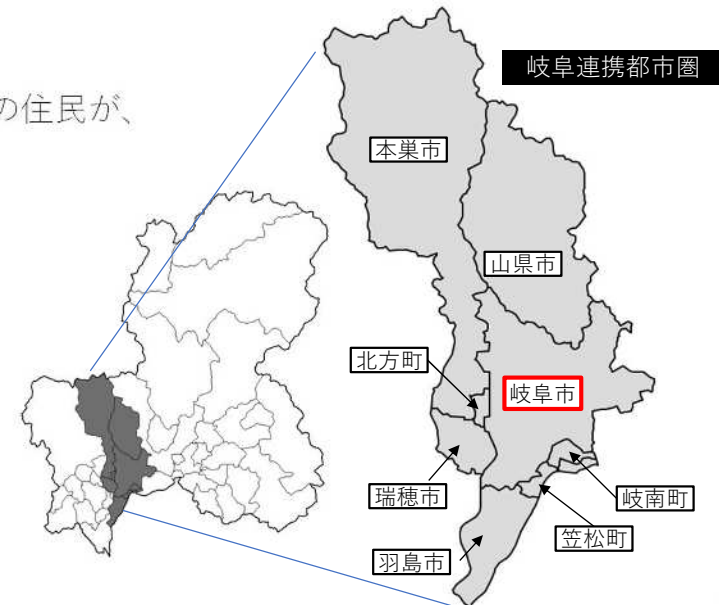 岐阜連携都市圏
の住民が、
本巣市
山県市
北方町
岐阜市
瑞穂市
岐南町
笠松町
羽島市